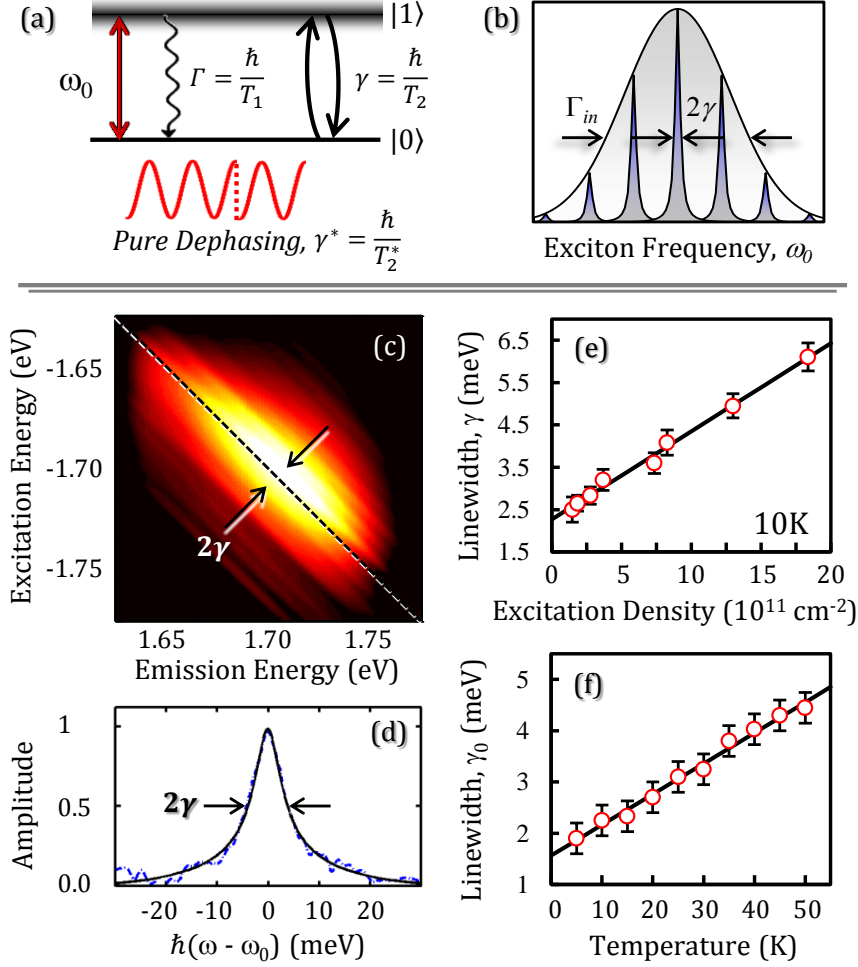 (a)
|1⟩
ω₀
Γ = ħ/T₁
γ = ħ/T₂
|0⟩
Pure Dephasing, γ* = ħ/T₂*
(b)
Γin
2γ
Exciton Frequency, ω₀
(c)
Excitation Energy (eV)
-1.65
-1.70
-1.75
2γ
1.65 1.70 1.75
Emission Energy (eV)
(d)
Amplitude
1
0.5
0.0
2γ
-20 -10 0 10 20
ħ(ω - ω₀) (meV)
(e)
Linewidth, γ (meV)
6.5
5.5
4.5
3.5
2.5
1.5
10K
0 5 10 15 20
Excitation Density (10¹¹ cm⁻²)
(f)
Linewidth, γ₀ (meV)
5
4
3
2
1
0 10 20 30 40 50
Temperature (K)